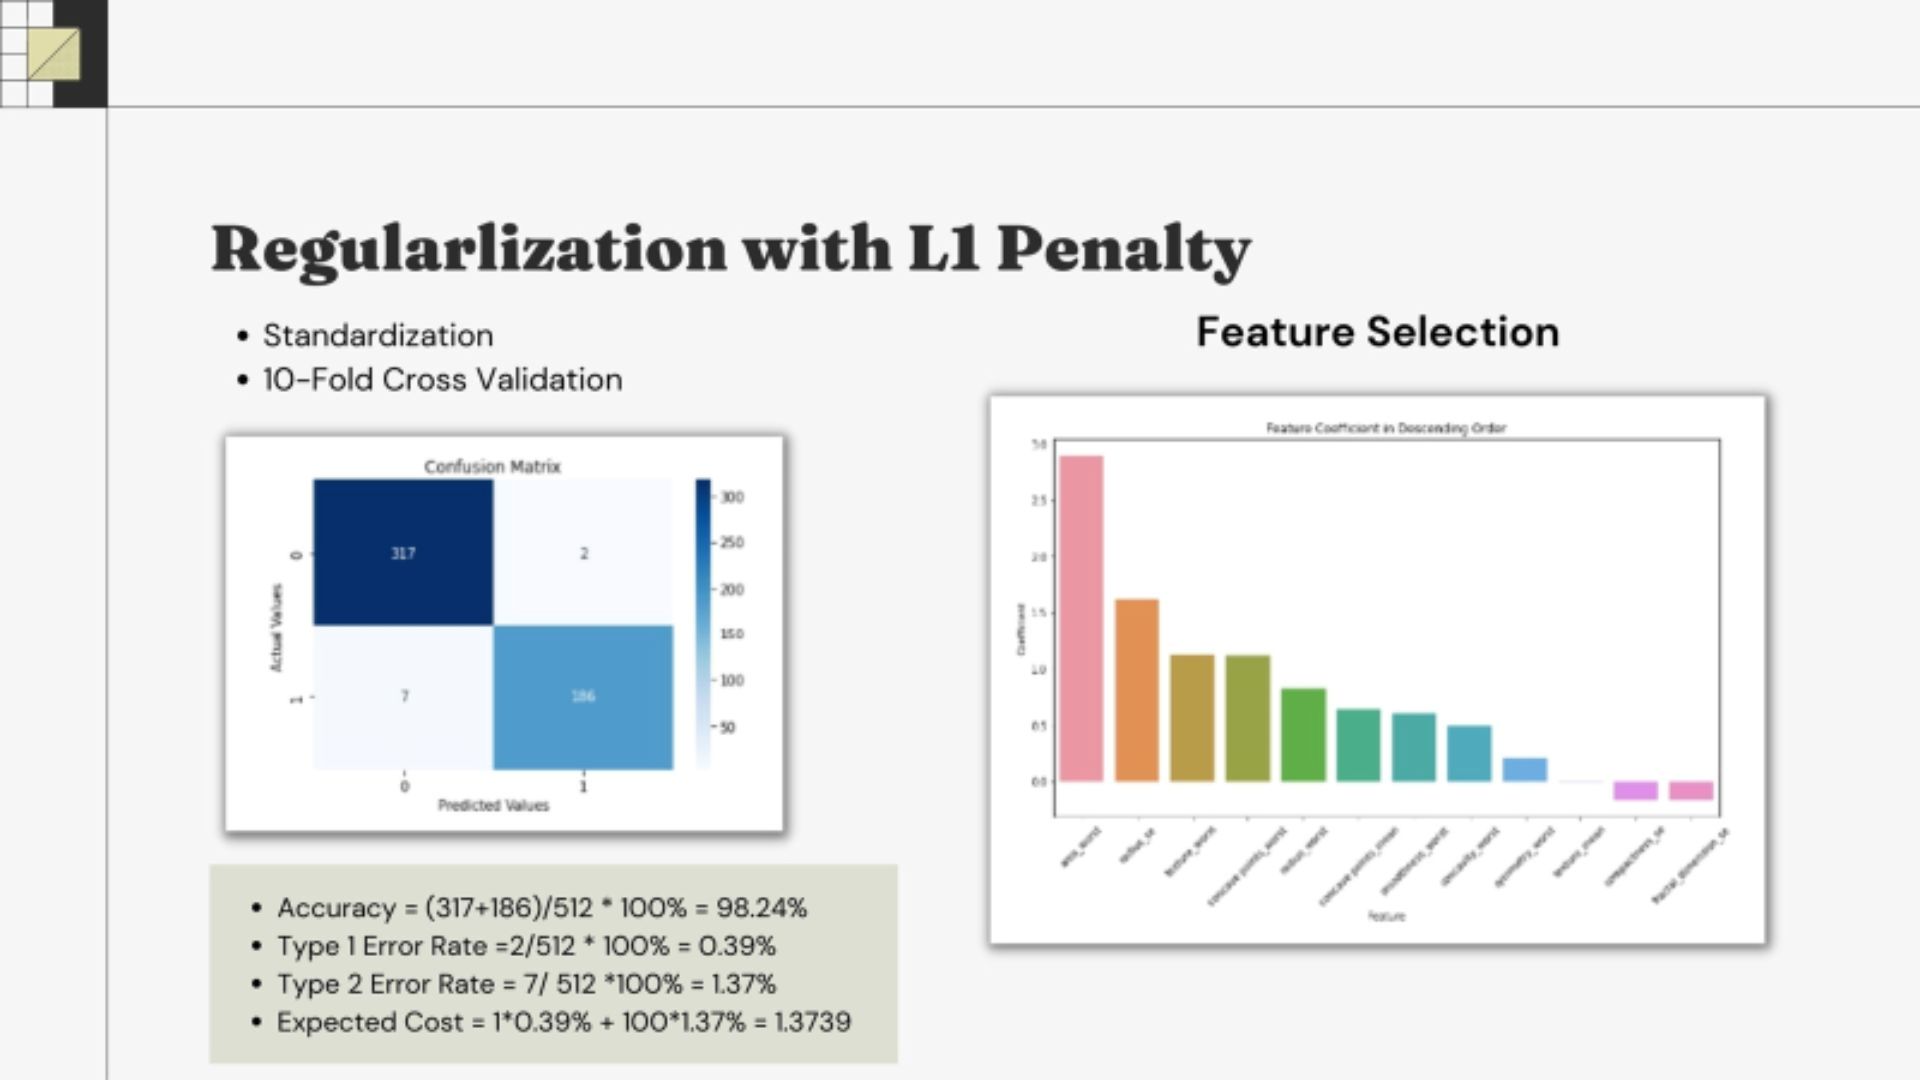 Regularlization with L1 Penalty
• Standardization
• 10-Fold Cross Validation
Feature Selection
Confusion Matrix
317
2
7
186
0
1
Actual Values
0
1
Predicted Values
300
250
200
150
100
50
Feature Coefficient in Descending Order
3.0
2.5
2.0
1.5
1.0
0.5
0.0
Coefficient
area_worst
radius_se
texture_worst
concave points_worst
radius_worst
concave points_mean
smoothness_worst
concavity_worst
symmetry_worst
texture_mean
compactness_se
fractal_dimension_se
Feature
• Accuracy = (317+186)/512 * 100% = 98.24%
• Type 1 Error Rate =2/512 * 100% = 0.39%
• Type 2 Error Rate = 7/ 512 *100% = 1.37%
• Expected Cost = 1*0.39% + 100*1.37% = 1.3739